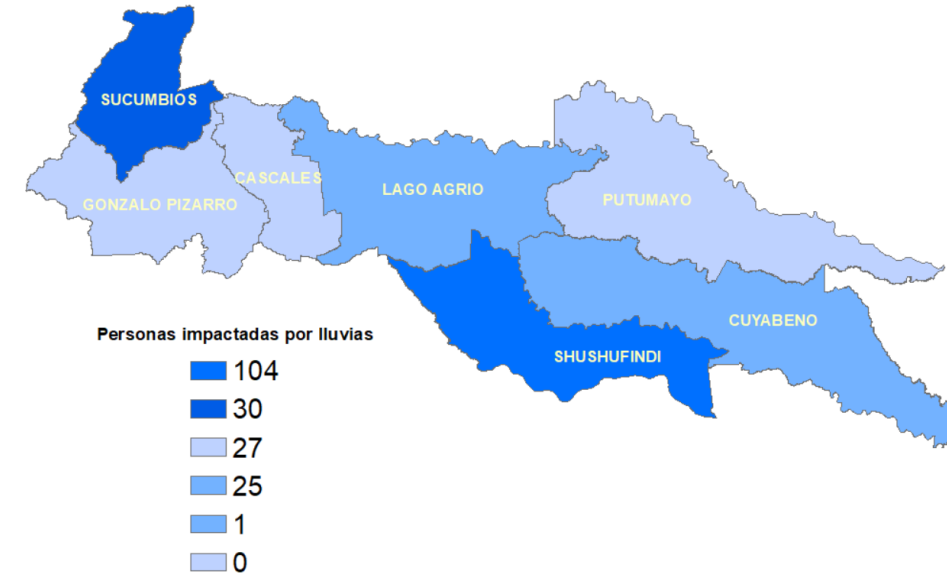 SUCUMBIOS
CASCALES
LAGO AGRIO
GONZALO PIZARRO
PUTUMAYO
CUYABENO
SHUSHUFINDI
Personas impactadas por lluvias
104
30
27
25
1
0